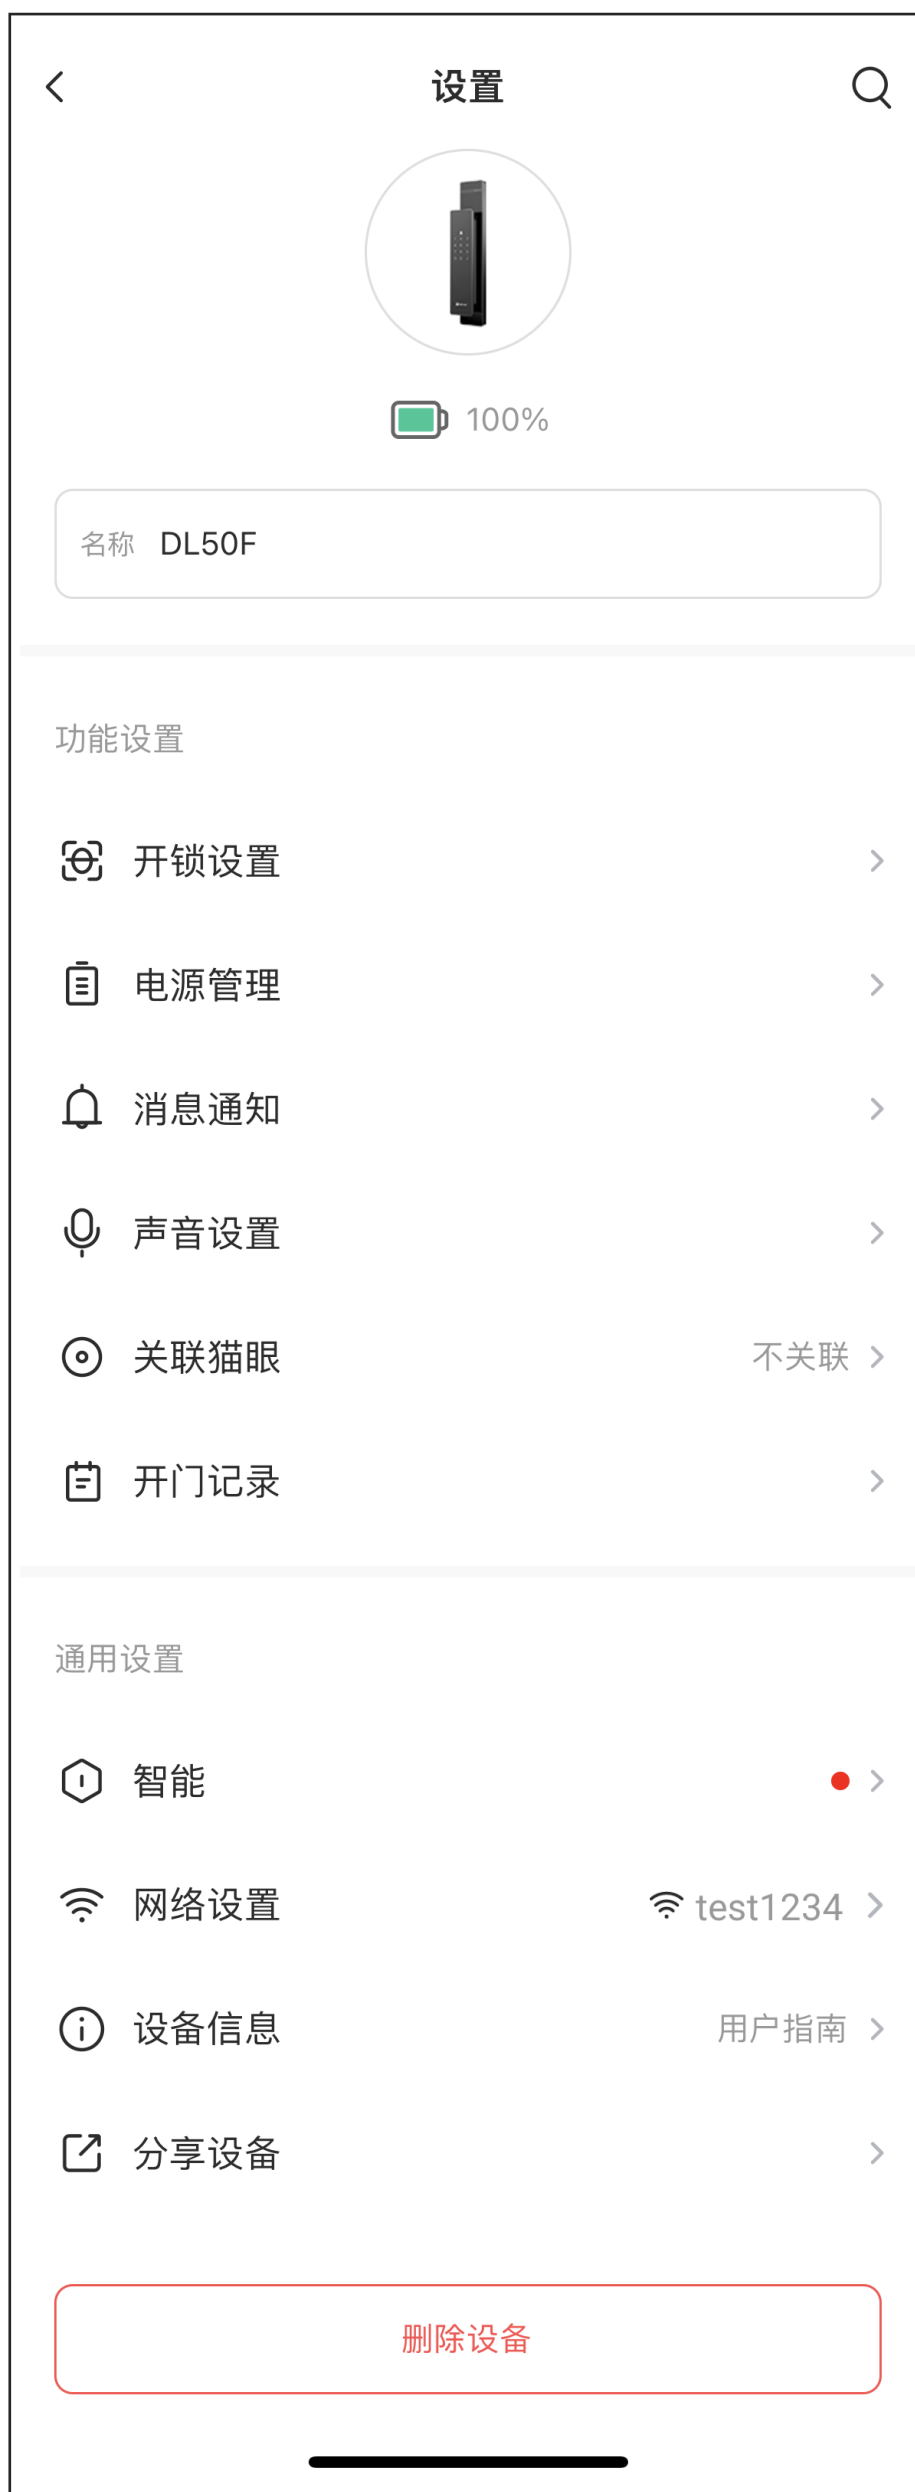 设置
100%
名称 DL50F
功能设置
开锁设置
电源管理
消息通知
声音设置
关联猫眼 不关联
开门记录
通用设置
智能
网络设置 test1234
设备信息 用户指南
分享设备
删除设备